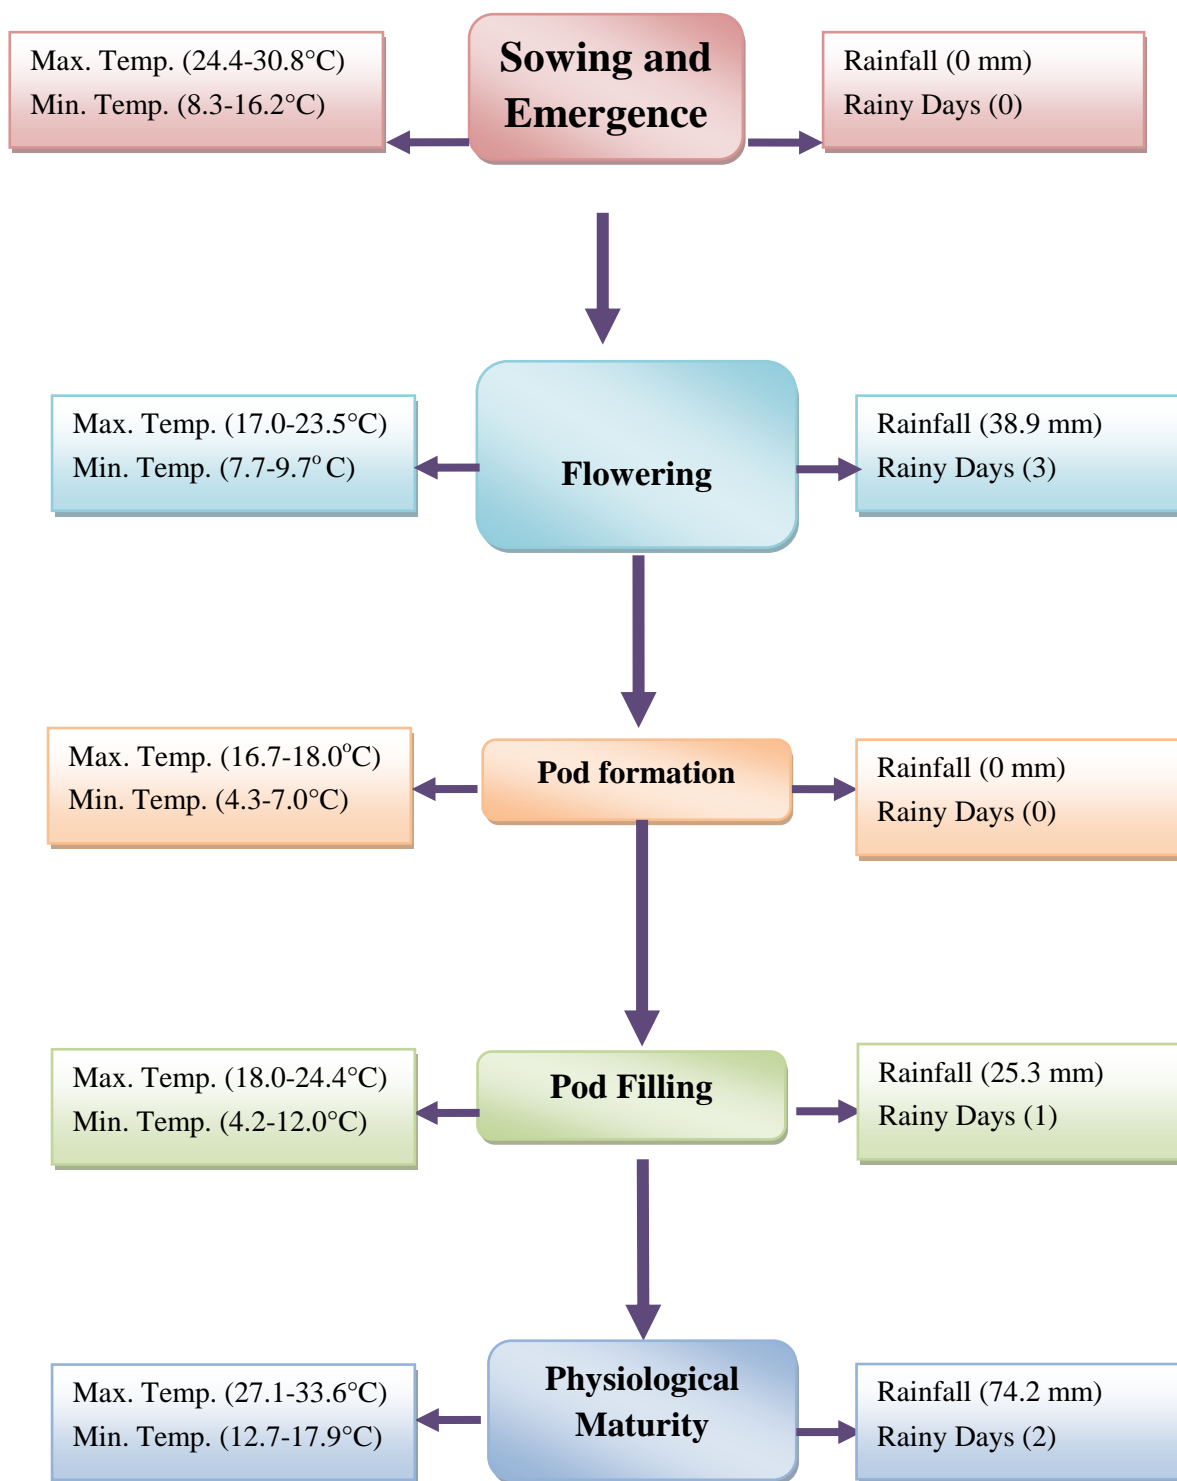 Max. Temp. (24.4-30.8°C)
Min. Temp. (8.3-16.2°C)
Sowing and
Emergence
Rainfall (0 mm)
Rainy Days (0)
Max. Temp. (17.0-23.5°C)
Min. Temp. (7.7-9.7°C)
Flowering
Rainfall (38.9 mm)
Rainy Days (3)
Max. Temp. (16.7-18.0°C)
Min. Temp. (4.3-7.0°C)
Pod formation
Rainfall (0 mm)
Rainy Days (0)
Max. Temp. (18.0-24.4°C)
Min. Temp. (4.2-12.0°C)
Pod Filling
Rainfall (25.3 mm)
Rainy Days (1)
Max. Temp. (27.1-33.6°C)
Min. Temp. (12.7-17.9°C)
Physiological
Maturity
Rainfall (74.2 mm)
Rainy Days (2)